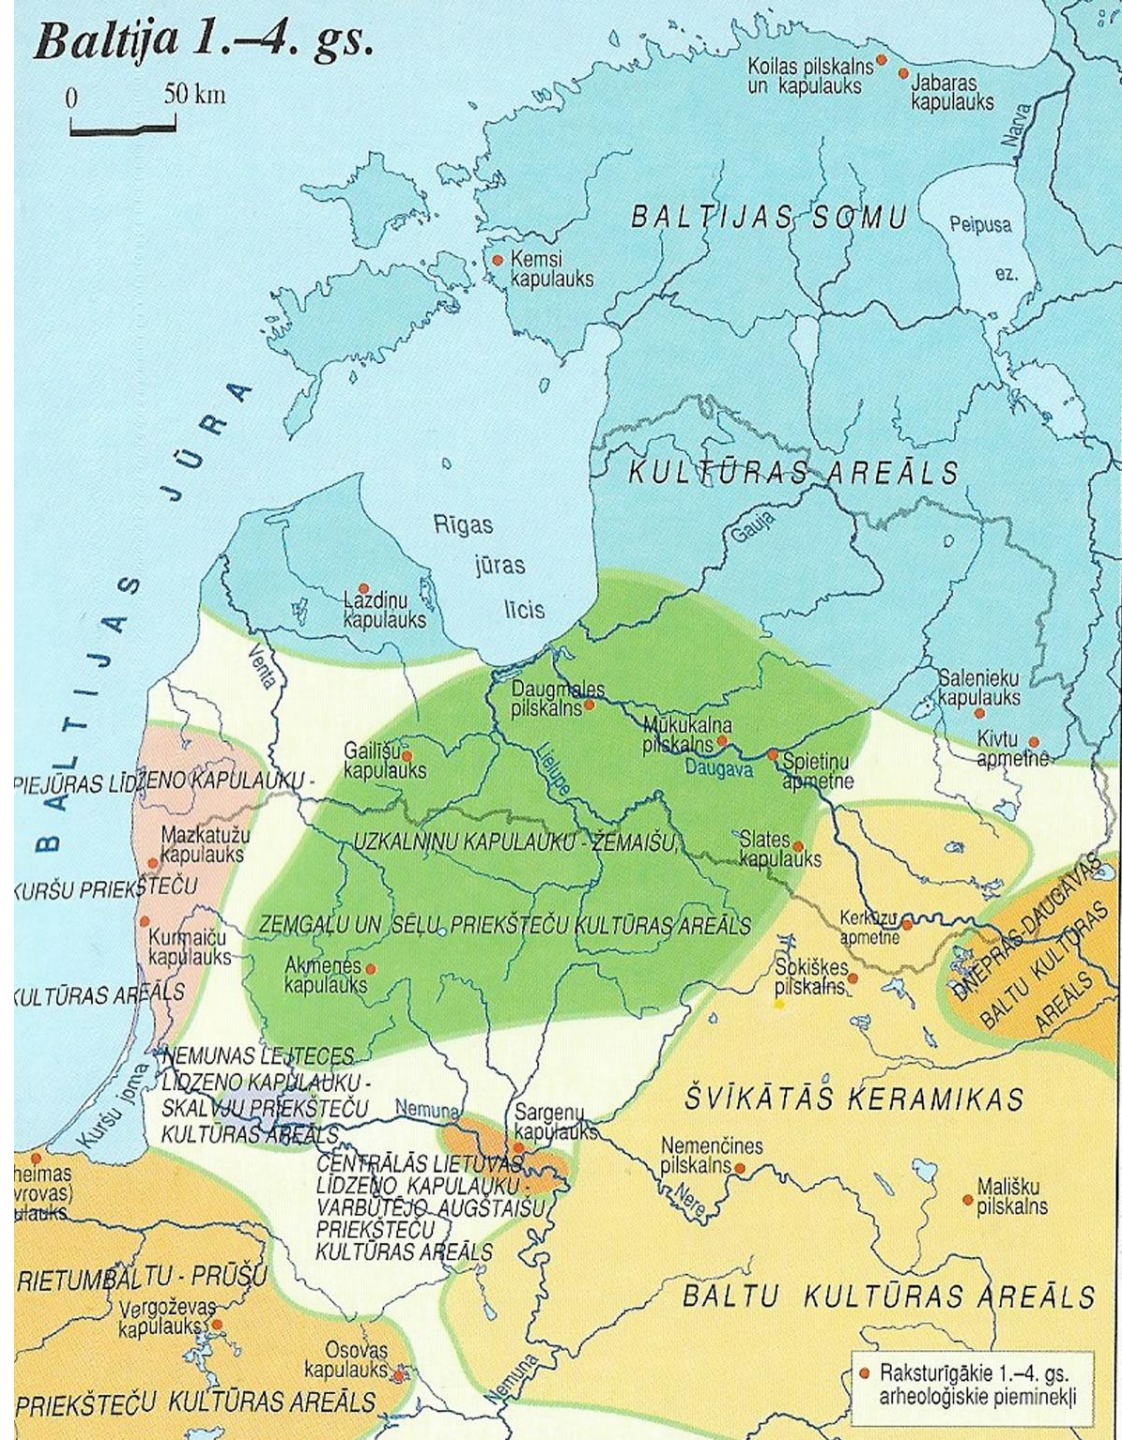 Baltija 1.–4. gs.
0 50 km
Koilas pilskalns
un kapulauks
Jabaras
kapulauks
Narva
BALTIJAS SOMU
Peipusa
ez.
Kemsi
kapulauks
BALTIJAS JŪRA
KULTŪRAS AREĀLS
Gauja
Rīgas
jūras
līcis
Lazdiņu
kapulauks
Venta
Daugmales
pilskalns
Salenieku
kapulauks
Mūkukalna
pilskalns
Kivtu
apmetne
Gailīšu
kapulauks
Lielupe
Daugava
Spietiņu
apmetne
PIEJŪRAS LĪDZENO KAPULAUKU -
Mazkatužu
kapulauks
UZKALNIŅU KAPULAUKU - ŽEMAIŠU,
Slates
kapulauks
KURŠU PRIEKŠTEČU
Kurmaiču
kapulauks
ZEMGAĻU UN SĒĻU PRIEKŠTEČU KULTŪRAS AREĀLS
Kerkūzu
apmetne
DŅEPRAS-DAUGAVAS
BALTU KULTŪRAS
AREĀLS
Akmenes
kapulauks
Sokišķes
pilskalns
KULTŪRAS AREĀLS
NEMUNAS LEJTECES
LĪDZENO KAPULAUKU -
SKALVJU PRIEKŠTEČU
KULTŪRAS AREĀLS
Kuršu joma
Nemuna
Sargenu
kapulauks
ŠVĪKĀTĀS KERAMIKAS
Nemenčines
pilskalns
Nere
Mališku
pilskalns
CENTRĀLĀS LIETUVAS
LĪDZENO KAPULAUKU -
VARBŪTĒJO AUGŠTAIŠU
PRIEKŠTEČU
KULTŪRAS AREĀLS
heimas
vrovas)
ulauks
RIETUMBALTU - PRŪŠU
Vergoževas
kapulauks
BALTU KULTŪRAS AREĀLS
Osovas
kapulauks
Nemuna
PRIEKŠTEČU KULTŪRAS AREĀLS
Raksturīgākie 1.–4. gs.
arheoloģiskie pieminekļi